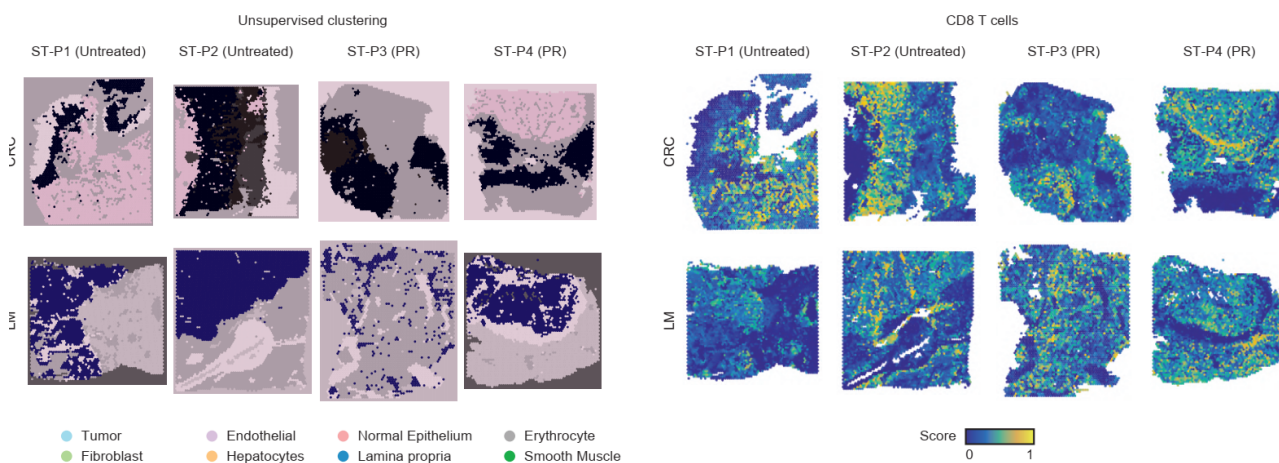 Unsupervised clustering
CD8 T cells
ST-P1 (Untreated) ST-P2 (Untreated) ST-P3 (PR) ST-P4 (PR)
ST-P1 (Untreated) ST-P2 (Untreated) ST-P3 (PR) ST-P4 (PR)
CRC
CRC
LM
LM
Tumor Endothelial Normal Epithelium Erythrocyte
Fibroblast Hepatocytes Lamina propria Smooth Muscle
Score
0 1